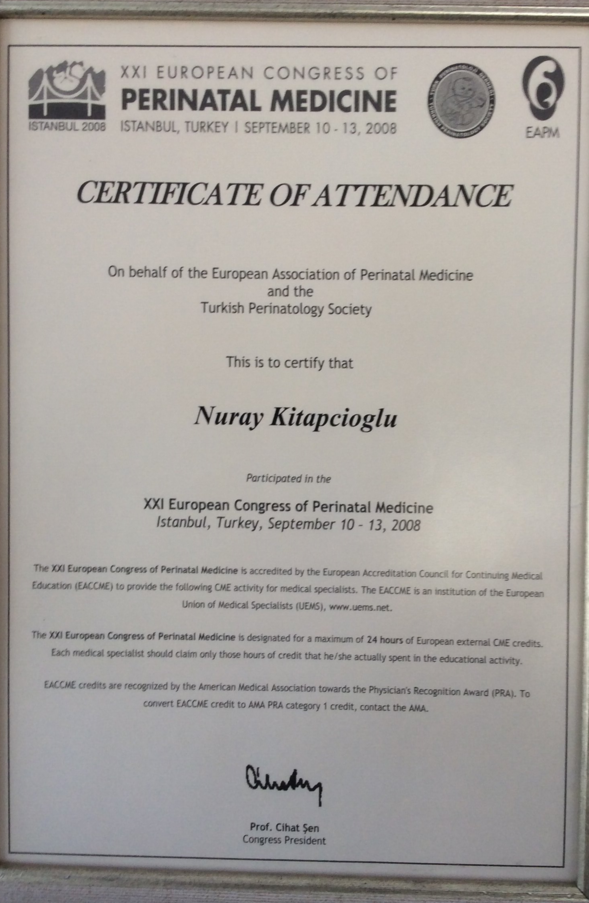 XXI EUROPEAN CONGRESS OF
PERINATAL MEDICINE
ISTANBUL, TURKEY | SEPTEMBER 10 - 13, 2008
ISTANBUL 2008
EAPM
CERTIFICATE OF ATTENDANCE
On behalf of the European Association of Perinatal Medicine
and the
Turkish Perinatology Society
This is to certify that
Nuray Kitapcioglu
Participated in the
XXI European Congress of Perinatal Medicine
Istanbul, Turkey, September 10 - 13, 2008
The XXI European Congress of Perinatal Medicine is accredited by the European Accreditation Council for Continuing Medical
Education (EACCME) to provide the following CME activity for medical specialists. The EACCME is an institution of the European
Union of Medical Specialists (UEMS), www.uems.net.
The XXI European Congress of Perinatal Medicine is designated for a maximum of 24 hours of European external CME credits.
Each medical specialist should claim only those hours of credit that he/she actually spent in the educational activity.
EACCME credits are recognized by the American Medical Association towards the Physician's Recognition Award (PRA). To
convert EACCME credit to AMA PRA category 1 credit, contact the AMA.
Prof. Cihat Şen
Congress President